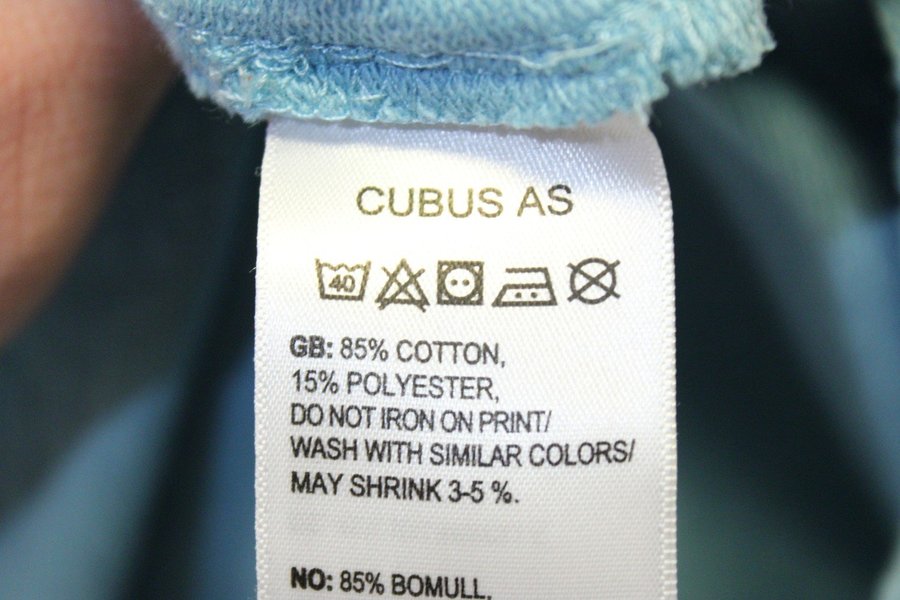 CUBUS AS
40
GB: 85% COTTON,
15% POLYESTER,
DO NOT IRON ON PRINT/
WASH WITH SIMILAR COLORS/
MAY SHRINK 3-5 %.
NO: 85% BOMULL,